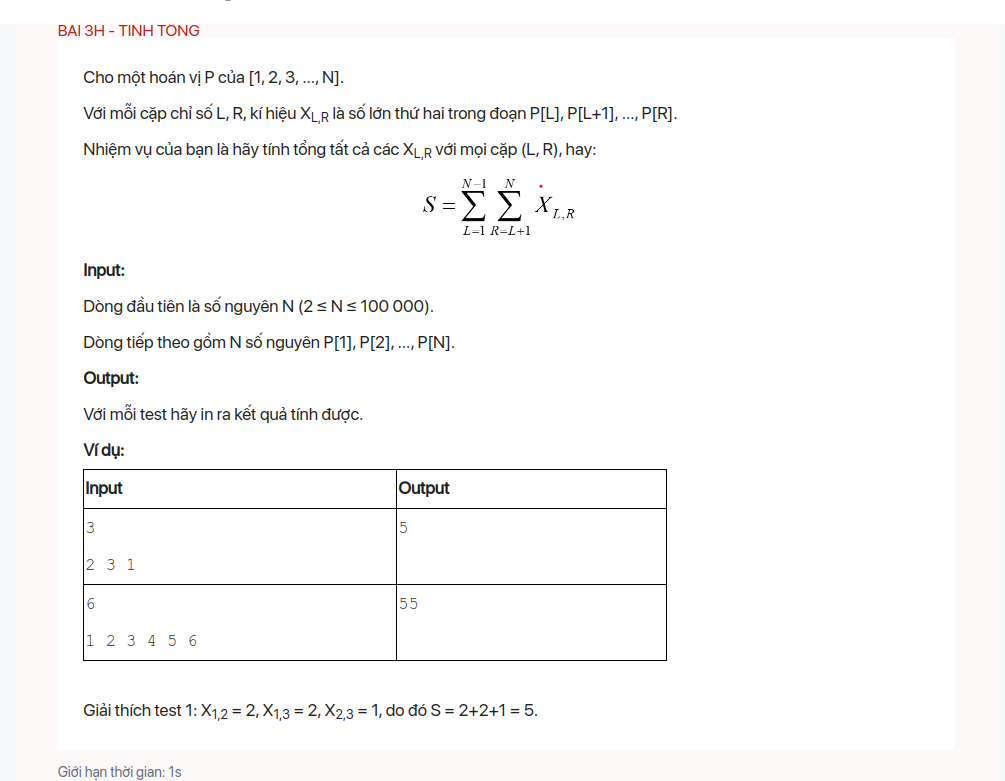 BÀI 3H - TÍNH TỔNG
Cho một hoán vị P của [1, 2, 3, ..., N].
Với mỗi cặp chỉ số L, R, kí hiệu X_{L,R} là số lớn thứ hai trong đoạn P[L], P[L+1], ..., P[R].
Nhiệm vụ của bạn là hãy tính tổng tất cả các X_{L,R} với mọi cặp (L, R), hay:
S = \sum_{L=1}^{N-1} \sum_{R=L+1}^{N} X_{L,R}
Input:
Dòng đầu tiên là số nguyên N (2 ≤ N ≤ 100 000).
Dòng tiếp theo gồm N số nguyên P[1], P[2], ..., P[N].
Output:
Với mỗi test hãy in ra kết quả tính được.
Ví dụ:
Input Output
3 5
2 3 1
6 55
1 2 3 4 5 6
Giải thích test 1: X_{1,2} = 2, X_{1,3} = 2, X_{2,3} = 1, do đó S = 2+2+1 = 5.
Giới hạn thời gian: 1s